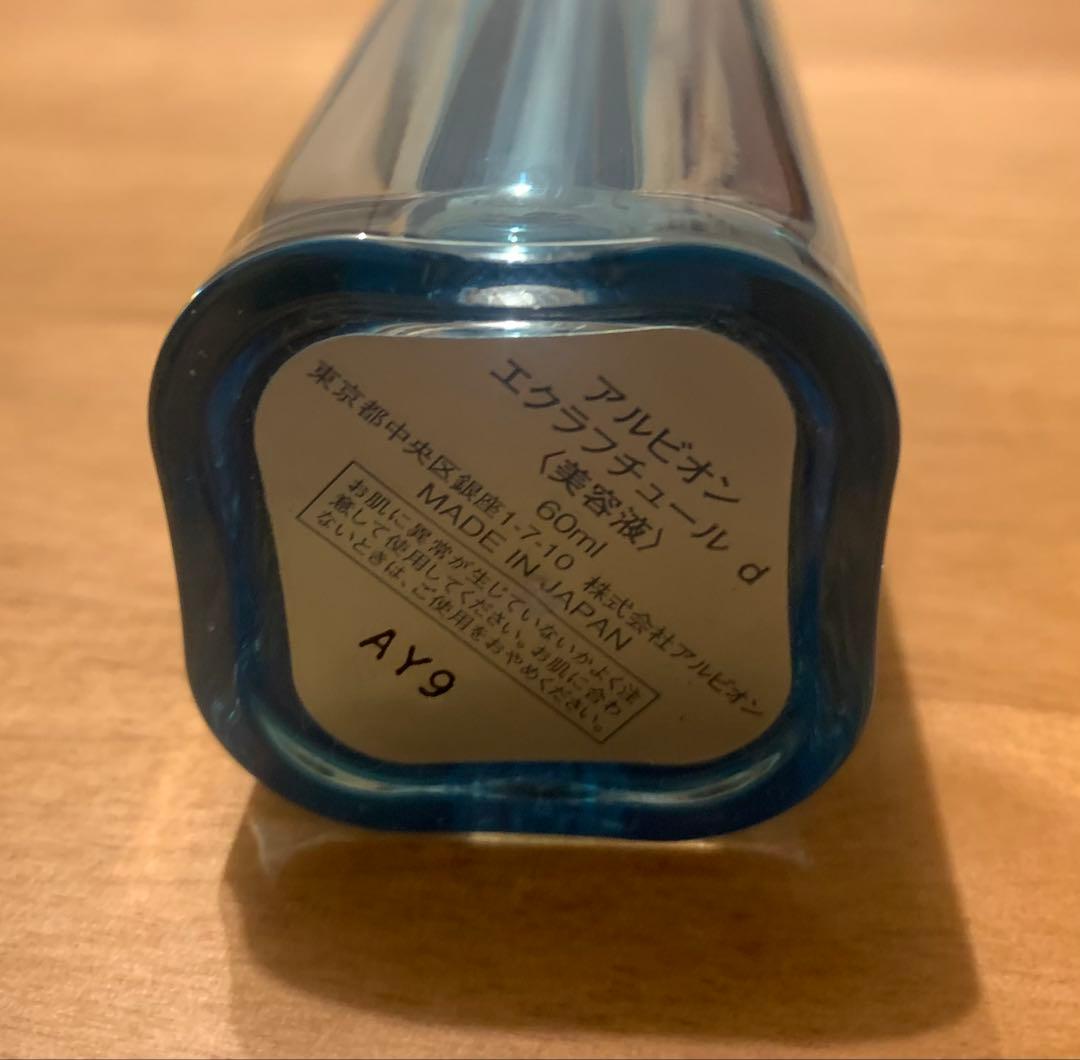 アルビオン
エクラフチュール d
〈美容液〉
60ml
東京都中央区銀座1-7-10 株式会社アルビオン
MADE IN JAPAN
お肌に異常が生じていないかよく注
意して使用してください。お肌に合わ
ないときは、ご使用をおやめください。
AY9